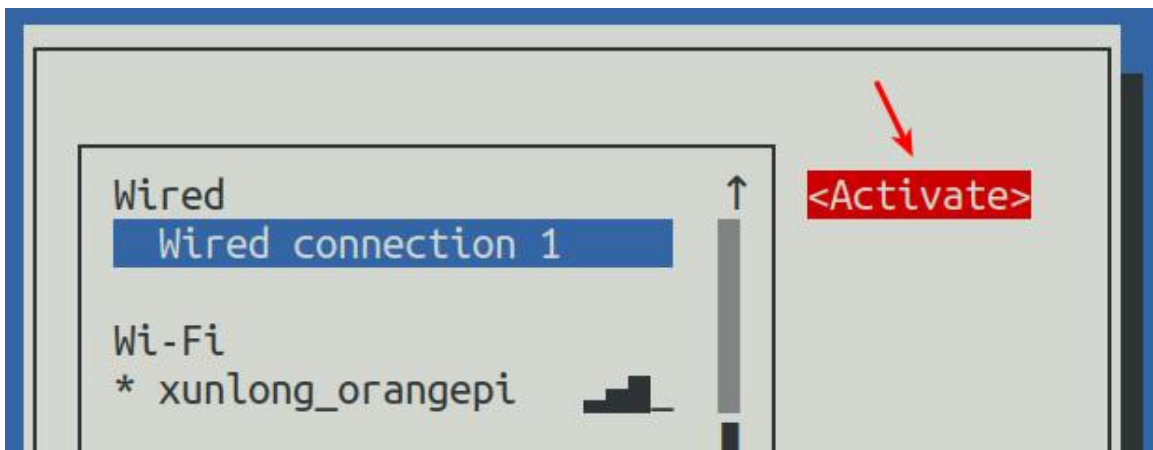 Wired
<Activate>
Wired connection 1
Wi-Fi
* xunlong_orangepi